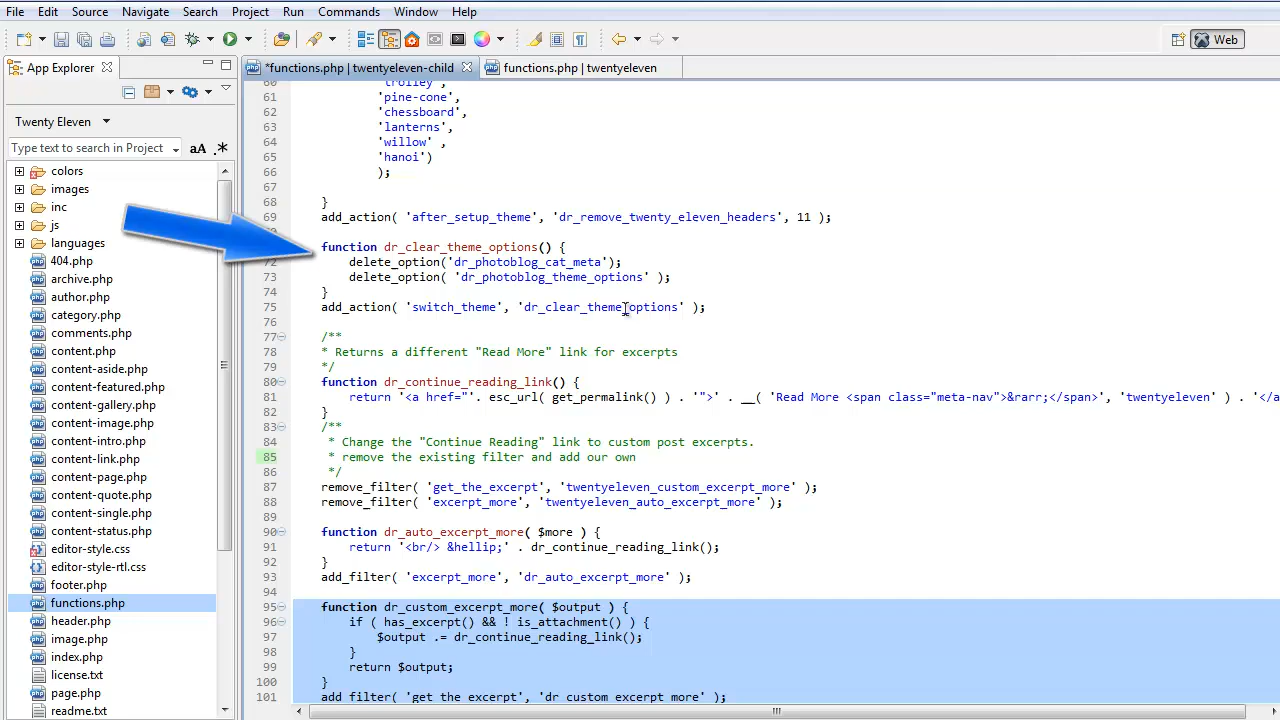 File Edit Source Navigate Search Project Run Commands Window Help
Web
App Explorer
*functions.php | twentyeleven-child
functions.php | twentyeleven
Twenty Eleven
Type text to search in Project
aA .*
colors
images
inc
js
languages
404.php
archive.php
author.php
category.php
comments.php
content.php
content-aside.php
content-featured.php
content-gallery.php
content-image.php
content-intro.php
content-link.php
content-page.php
content-quote.php
content-single.php
content-status.php
editor-style.css
editor-style-rtl.css
footer.php
functions.php
header.php
image.php
index.php
license.txt
page.php
readme.txt
60 'trolley',
61 'pine-cone',
62 'chessboard',
63 'lanterns',
64 'willow' ,
65 'hanoi')
66 );
67
68 }
69 add_action( 'after_setup_theme', 'dr_remove_twenty_eleven_headers', 11 );
function dr_clear_theme_options() {
72 delete_option('dr_photoblog_cat_meta');
73 delete_option( 'dr_photoblog_theme_options' );
74 }
75 add_action( 'switch_theme', 'dr_clear_theme_options' );
76
77 /**
78 * Returns a different "Read More" link for excerpts
79 */
80 function dr_continue_reading_link() {
81 return '<a href="'. esc_url( get_permalink() ) . '">' . __( 'Read More <span class="meta-nav">&rarr;</span>', 'twentyeleven' ) . '</a
82 }
83 /**
84 * Change the "Continue Reading" link to custom post excerpts.
85 * remove the existing filter and add our own
86 */
87 remove_filter( 'get_the_excerpt', 'twentyeleven_custom_excerpt_more' );
88 remove_filter( 'excerpt_more', 'twentyeleven_auto_excerpt_more' );
89
90 function dr_auto_excerpt_more( $more ) {
91 return '<br/> &hellip;' . dr_continue_reading_link();
92 }
93 add_filter( 'excerpt_more', 'dr_auto_excerpt_more' );
94
95 function dr_custom_excerpt_more( $output ) {
96 if ( has_excerpt() && ! is_attachment() ) {
97 $output .= dr_continue_reading_link();
98 }
99 return $output;
100 }
101 add_filter( 'get_the_excerpt', 'dr_custom_excerpt_more' );